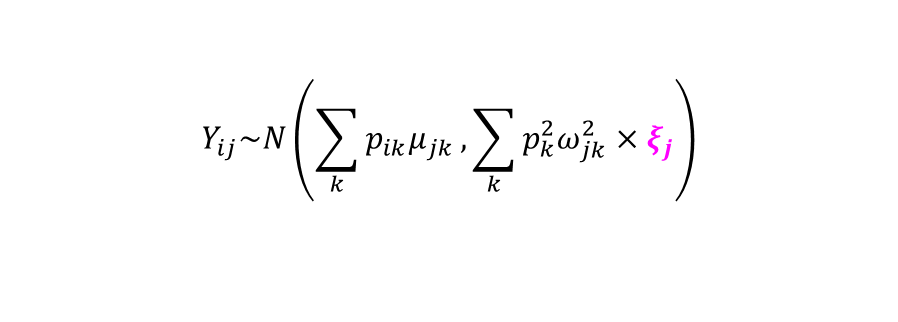 Y_{ij} ~ N ( ∑_k p_{ik} μ_{jk} , ∑_k p_k^2 ω_{jk}^2 × ξ_j )